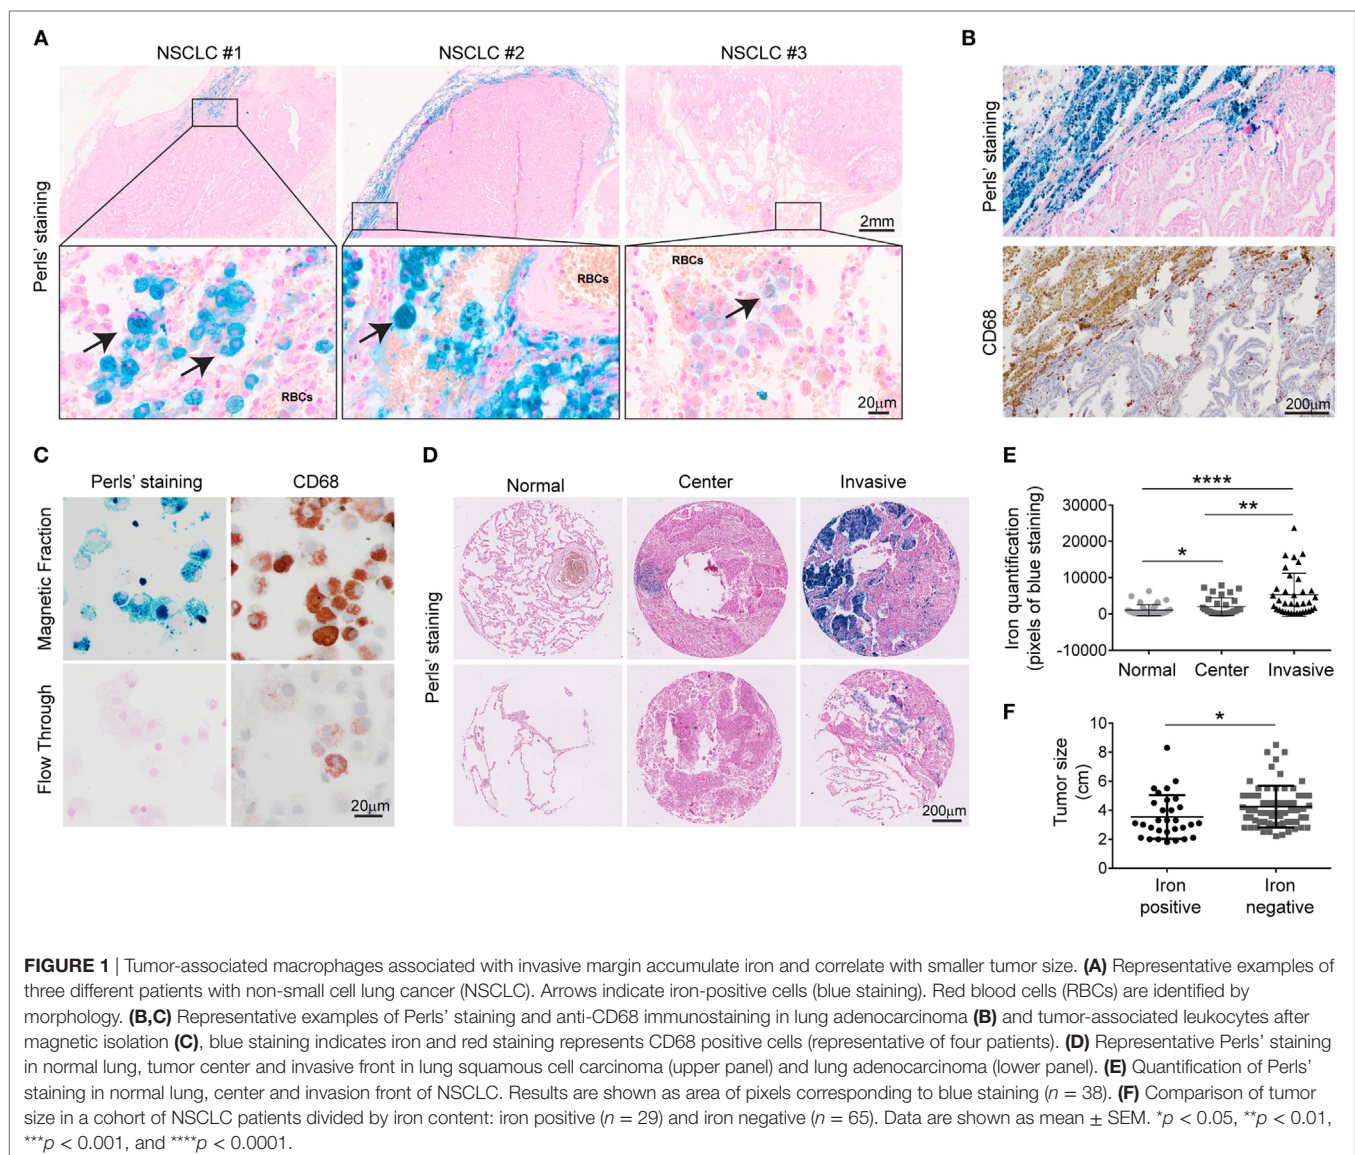 A
NSCLC #1
NSCLC #2
NSCLC #3
Perls’ staining
2mm
RBCs
RBCs
RBCs
20μm
B
Perls’ staining
CD68
200μm
C
Perls’ staining
CD68
Magnetic Fraction
Flow Through
20μm
D
Normal
Center
Invasive
Perls’ staining
200μm
E
Iron quantification
(pixels of blue staining)
30000
20000
10000
0
-10000
****
**
*
Normal
Center
Invasive
F
Tumor size
(cm)
10
8
6
4
2
0
*
Iron
positive
Iron
negative
FIGURE 1 | Tumor-associated macrophages associated with invasive margin accumulate iron and correlate with smaller tumor size. (A) Representative examples of
three different patients with non-small cell lung cancer (NSCLC). Arrows indicate iron-positive cells (blue staining). Red blood cells (RBCs) are identified by
morphology. (B,C) Representative examples of Perls’ staining and anti-CD68 immunostaining in lung adenocarcinoma (B) and tumor-associated leukocytes after
magnetic isolation (C), blue staining indicates iron and red staining represents CD68 positive cells (representative of four patients). (D) Representative Perls’ staining
in normal lung, tumor center and invasive front in lung squamous cell carcinoma (upper panel) and lung adenocarcinoma (lower panel). (E) Quantification of Perls’
staining in normal lung, center and invasion front of NSCLC. Results are shown as area of pixels corresponding to blue staining (n = 38). (F) Comparison of tumor
size in a cohort of NSCLC patients divided by iron content: iron positive (n = 29) and iron negative (n = 65). Data are shown as mean ± SEM. *p < 0.05, **p < 0.01,
***p < 0.001, and ****p < 0.0001.